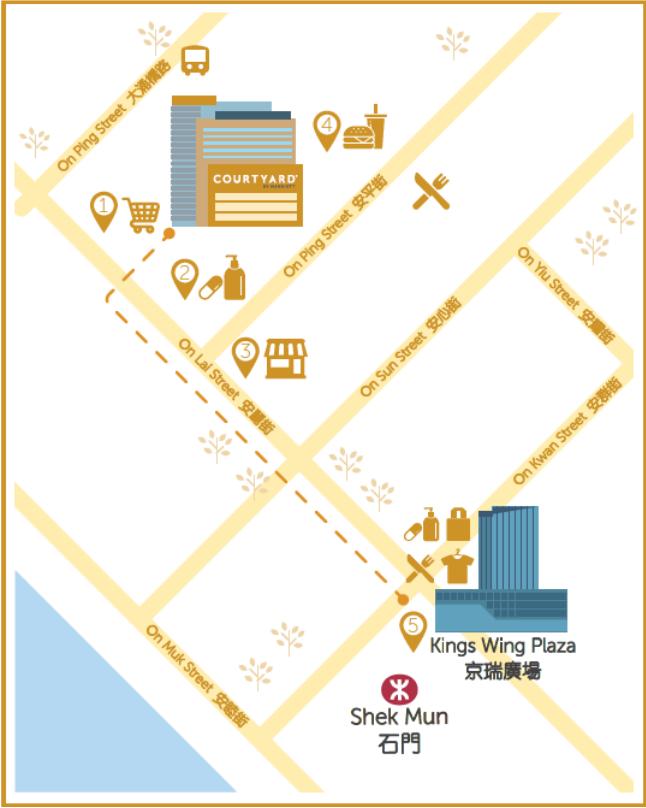 On Ping Street 大涌橋路
COURTYARD®
BY MARRIOTT
4
1
On Ping Street 安平街
2
On Yiu Street 安耀街
On Sun Street 安心街
3
On Lai Street 安麗街
On Kwan Street 安群街
5
Kings Wing Plaza
京瑞廣場
On Muk Street 安睦街
Shek Mun
石門